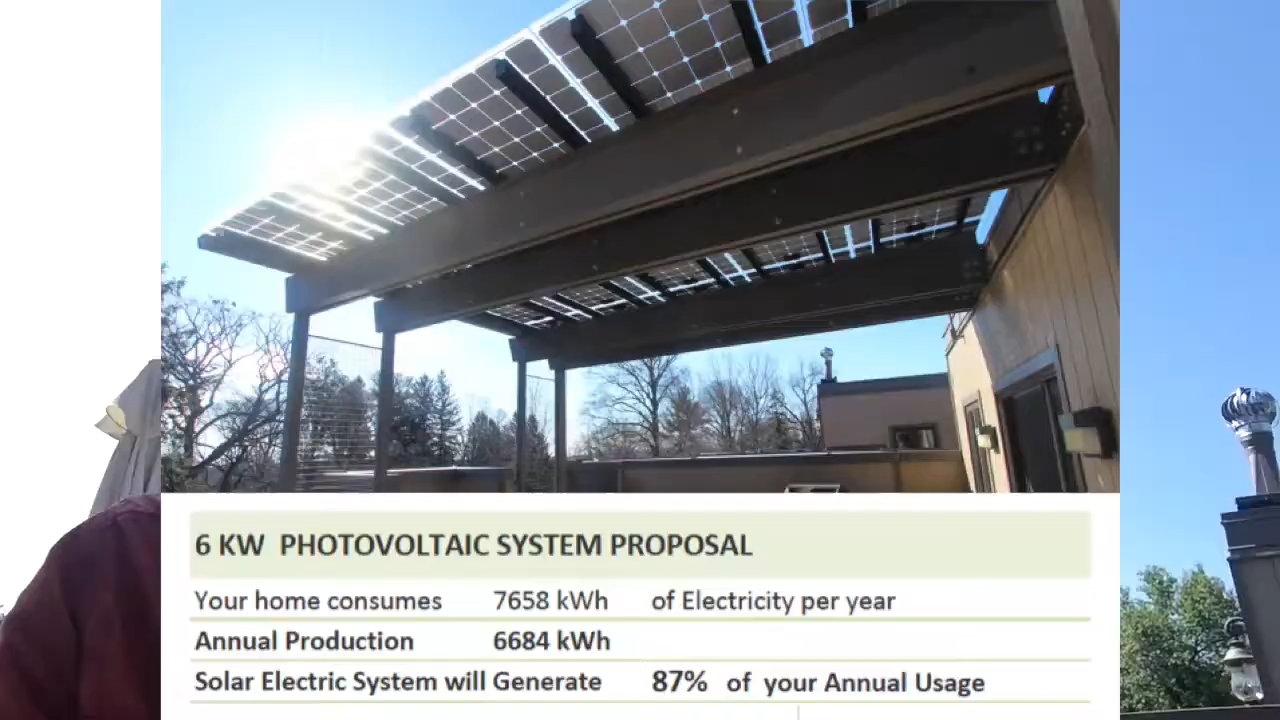 6 KW PHOTOVOLTAIC SYSTEM PROPOSAL
Your home consumes 7658 kWh of Electricity per year
Annual Production 6684 kWh
Solar Electric System will Generate 87% of your Annual Usage